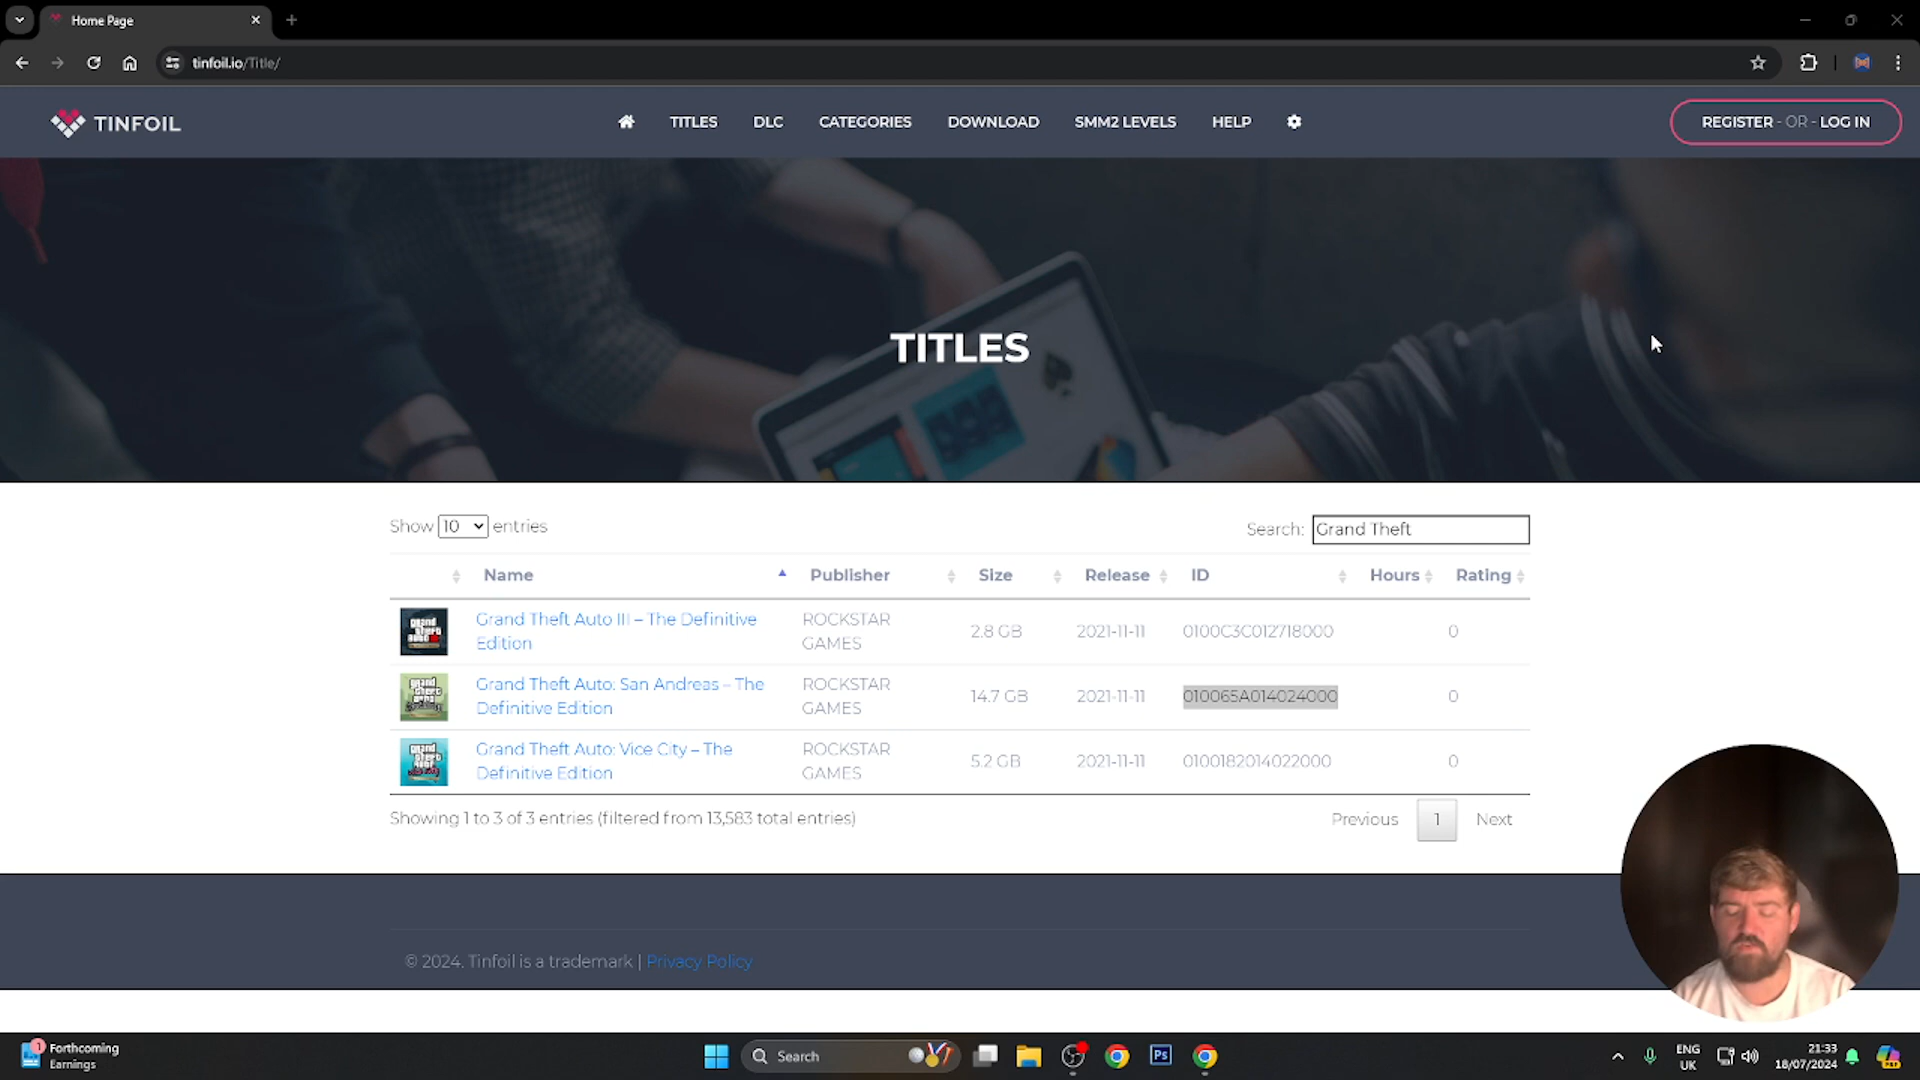 Home Page
tinfoil.io/Title/
TINFOIL
TITLES DLC CATEGORIES DOWNLOAD SMM2 LEVELS HELP
REGISTER - OR - LOG IN
TITLES
Show 10 entries
Search: Grand Theft
Name Publisher Size Release ID Hours Rating
Grand Theft Auto III – The Definitive
Edition
ROCKSTAR
GAMES
2.8 GB 2021-11-11 0100C3C012718000 0
Grand Theft Auto: San Andreas – The
Definitive Edition
ROCKSTAR
GAMES
14.7 GB 2021-11-11 010065A014024000 0
Grand Theft Auto: Vice City – The
Definitive Edition
ROCKSTAR
GAMES
5.2 GB 2021-11-11 0100182014022000 0
Showing 1 to 3 of 3 entries (filtered from 13,583 total entries)
Previous 1 Next
© 2024. Tinfoil is a trademark | Privacy Policy
1
Forthcoming
Earnings
Search
Ps
ENG
UK
21:33
18/07/2024